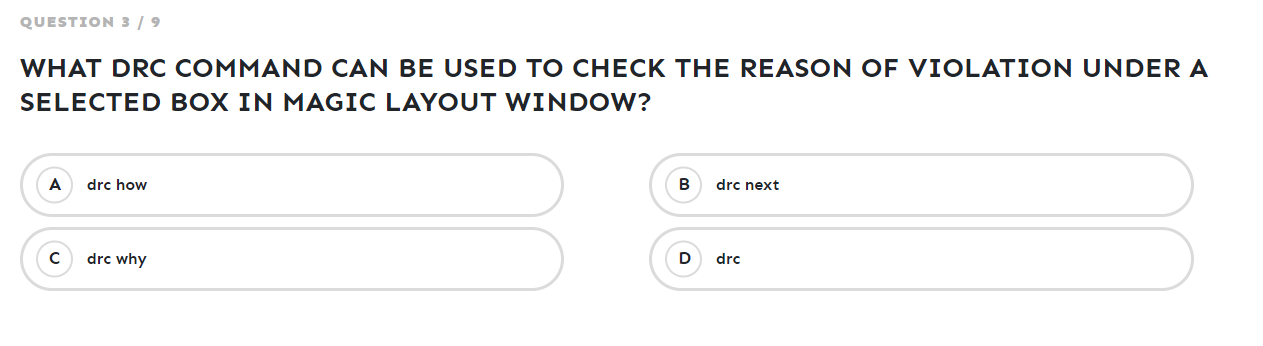 QUESTION 3 / 9
WHAT DRC COMMAND CAN BE USED TO CHECK THE REASON OF VIOLATION UNDER A
SELECTED BOX IN MAGIC LAYOUT WINDOW?
A drc how
B drc next
C drc why
D drc